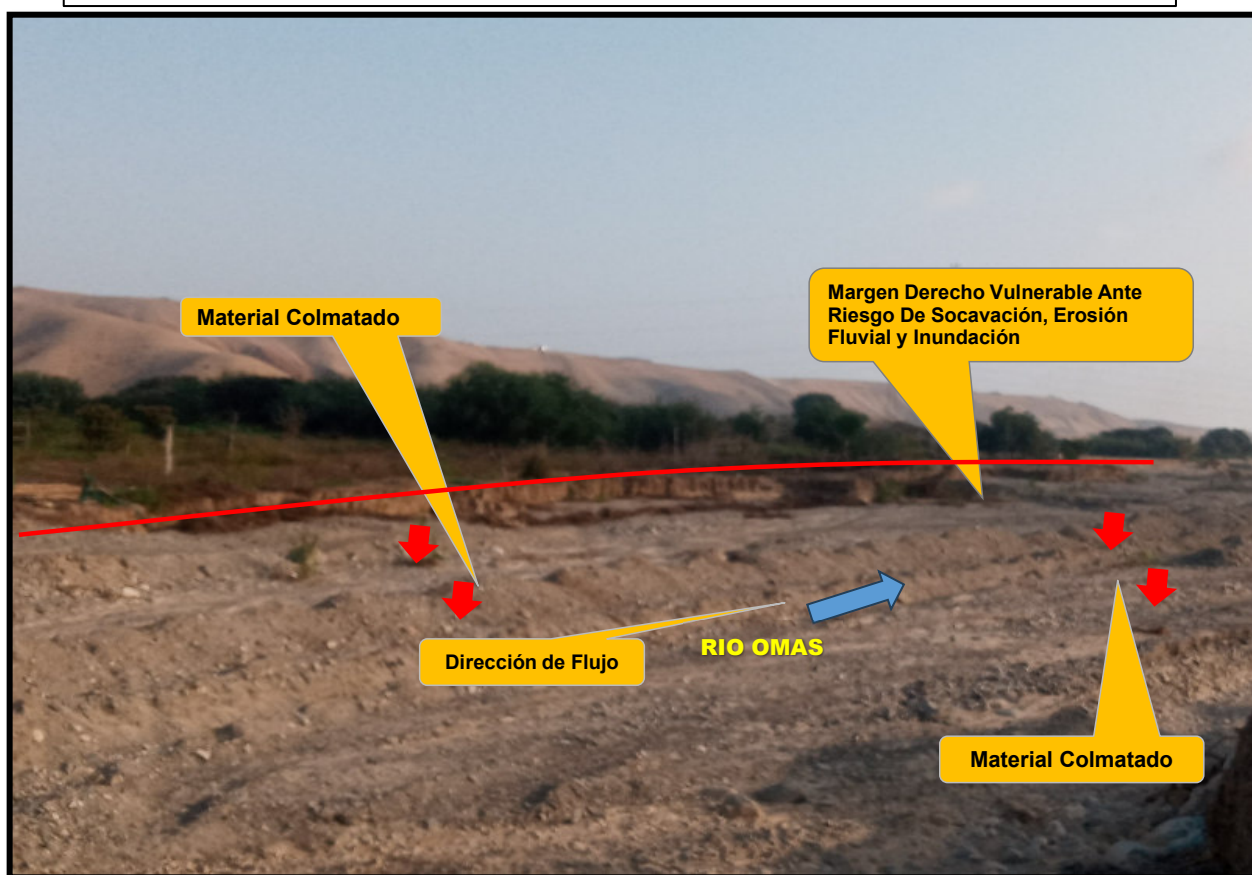 Material Colmatado
Margen Derecho Vulnerable Ante
Riesgo De Socavación, Erosión
Fluvial y Inundación
Dirección de Flujo
RIO OMAS
Material Colmatado